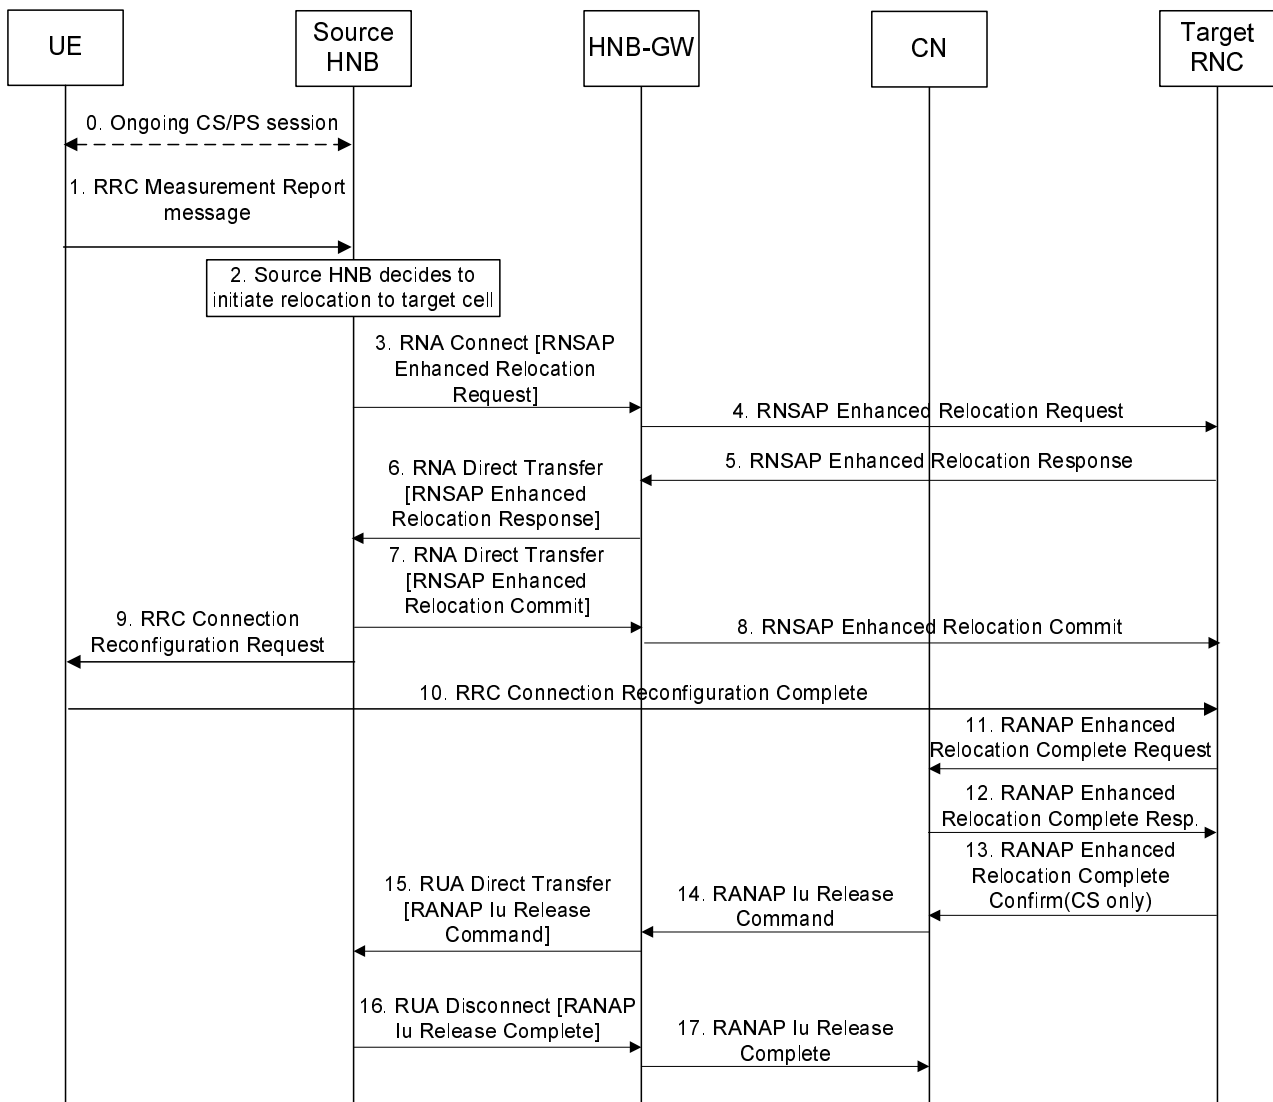 UE
Source
HNB
HNB-GW
CN
Target
RNC
0. Ongoing CS/PS session
1. RRC Measurement Report
message
2. Source HNB decides to
initiate relocation to target cell
3. RNA Connect [RNSAP
Enhanced Relocation
Request]
4. RNSAP Enhanced Relocation Request
5. RNSAP Enhanced Relocation Response
6. RNA Direct Transfer
[RNSAP Enhanced
Relocation Response]
7. RNA Direct Transfer
[RNSAP Enhanced
Relocation Commit]
8. RNSAP Enhanced Relocation Commit
9. RRC Connection
Reconfiguration Request
10. RRC Connection Reconfiguration Complete
11. RANAP Enhanced
Relocation Complete Request
12. RANAP Enhanced
Relocation Complete Resp.
13. RANAP Enhanced
Relocation Complete
Confirm(CS only)
14. RANAP Iu Release
Command
15. RUA Direct Transfer
[RANAP Iu Release
Command]
16. RUA Disconnect [RANAP
Iu Release Complete]
17. RANAP Iu Release
Complete